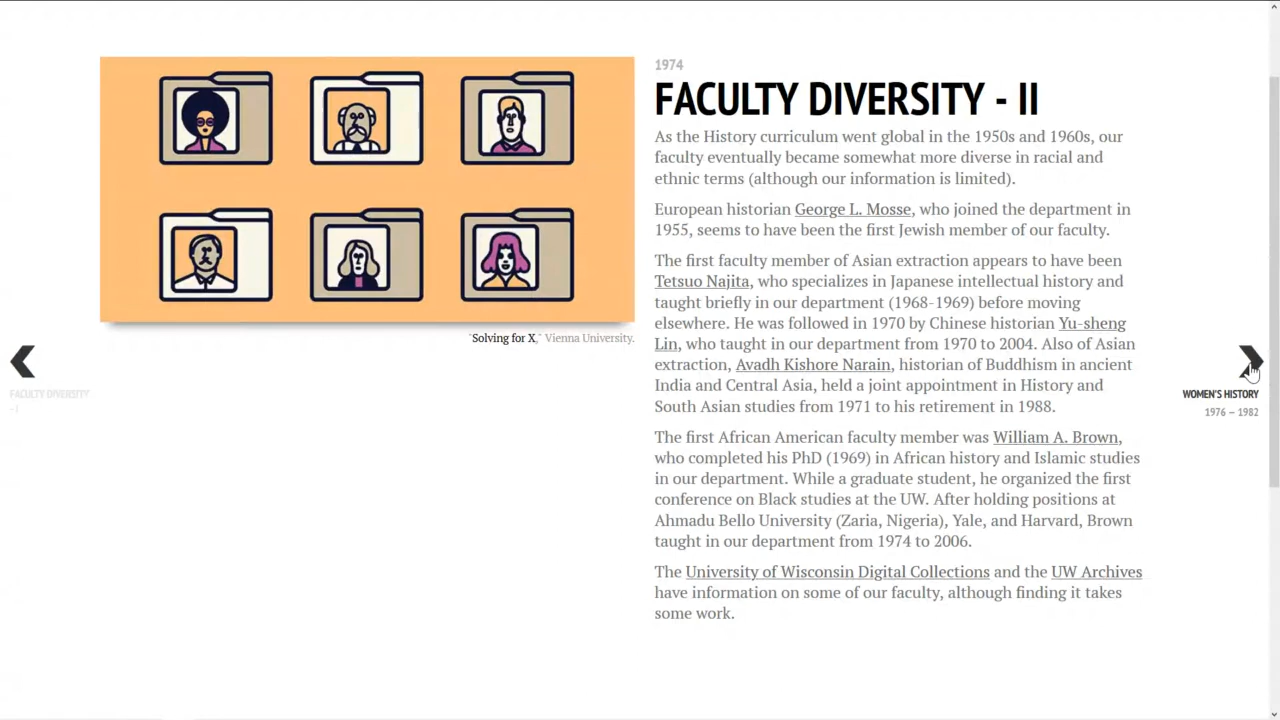 1974
FACULTY DIVERSITY - II
As the History curriculum went global in the 1950s and 1960s, our
faculty eventually became somewhat more diverse in racial and
ethnic terms (although our information is limited).
European historian George L. Mosse, who joined the department in
1955, seems to have been the first Jewish member of our faculty.
The first faculty member of Asian extraction appears to have been
Tetsuo Najita, who specializes in Japanese intellectual history and
taught briefly in our department (1968-1969) before moving
elsewhere. He was followed in 1970 by Chinese historian Yu-sheng
Lin, who taught in our department from 1970 to 2004. Also of Asian
extraction, Avadh Kishore Narain, historian of Buddhism in ancient
India and Central Asia, held a joint appointment in History and
South Asian studies from 1971 to his retirement in 1988.
The first African American faculty member was William A. Brown,
who completed his PhD (1969) in African history and Islamic studies
in our department. While a graduate student, he organized the first
conference on Black studies at the UW. After holding positions at
Ahmadu Bello University (Zaria, Nigeria), Yale, and Harvard, Brown
taught in our department from 1974 to 2006.
The University of Wisconsin Digital Collections and the UW Archives
have information on some of our faculty, although finding it takes
some work.
"Solving for X," Vienna University.
FACULTY DIVERSITY
- I
WOMEN'S HISTORY
1976 – 1982